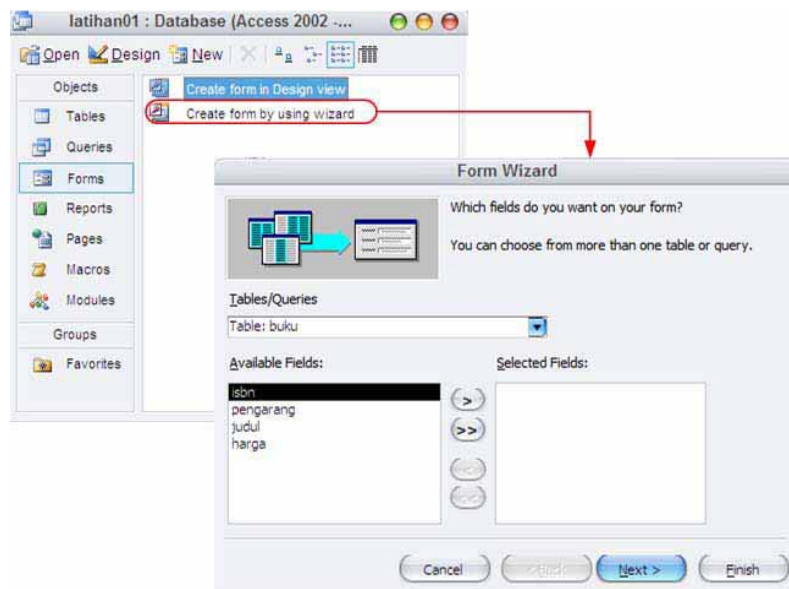 latihan01 : Database (Access 2002 -...
Open Design New
Objects
Tables
Queries
Forms
Reports
Pages
Macros
Modules
Groups
Favorites
Create form in Design view
Create form by using wizard
Form Wizard
Which fields do you want on your form?
You can choose from more than one table or query.
Tables/Queries
Table: buku
Available Fields:
Selected Fields:
isbn
pengarang
judul
harga
>
>>
<
<<
Cancel
< Back
Next >
Finish